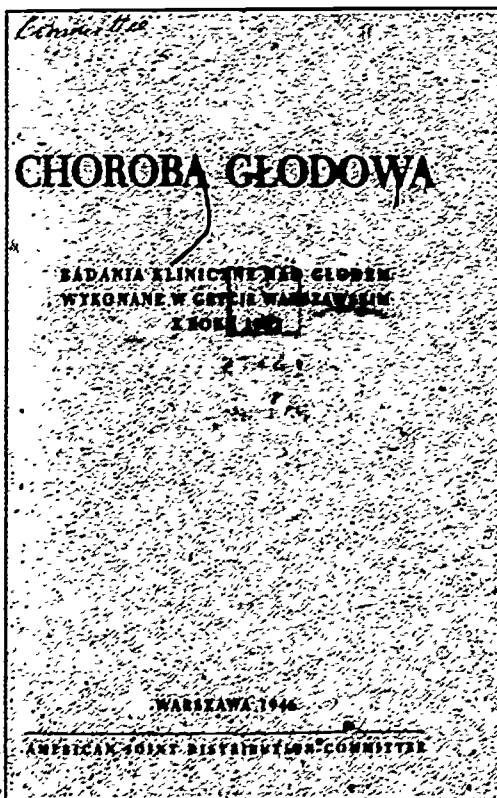 Committee
CHOROBA GŁODOWA
BADANIA KLINICZNE NAD GŁODEM
WYKONANE W GETCIE WARSZAWSKIM
Z ROKU
WARSZAWA 1946
AMERICAN JOINT DISTRIBUTION COMMITTEE